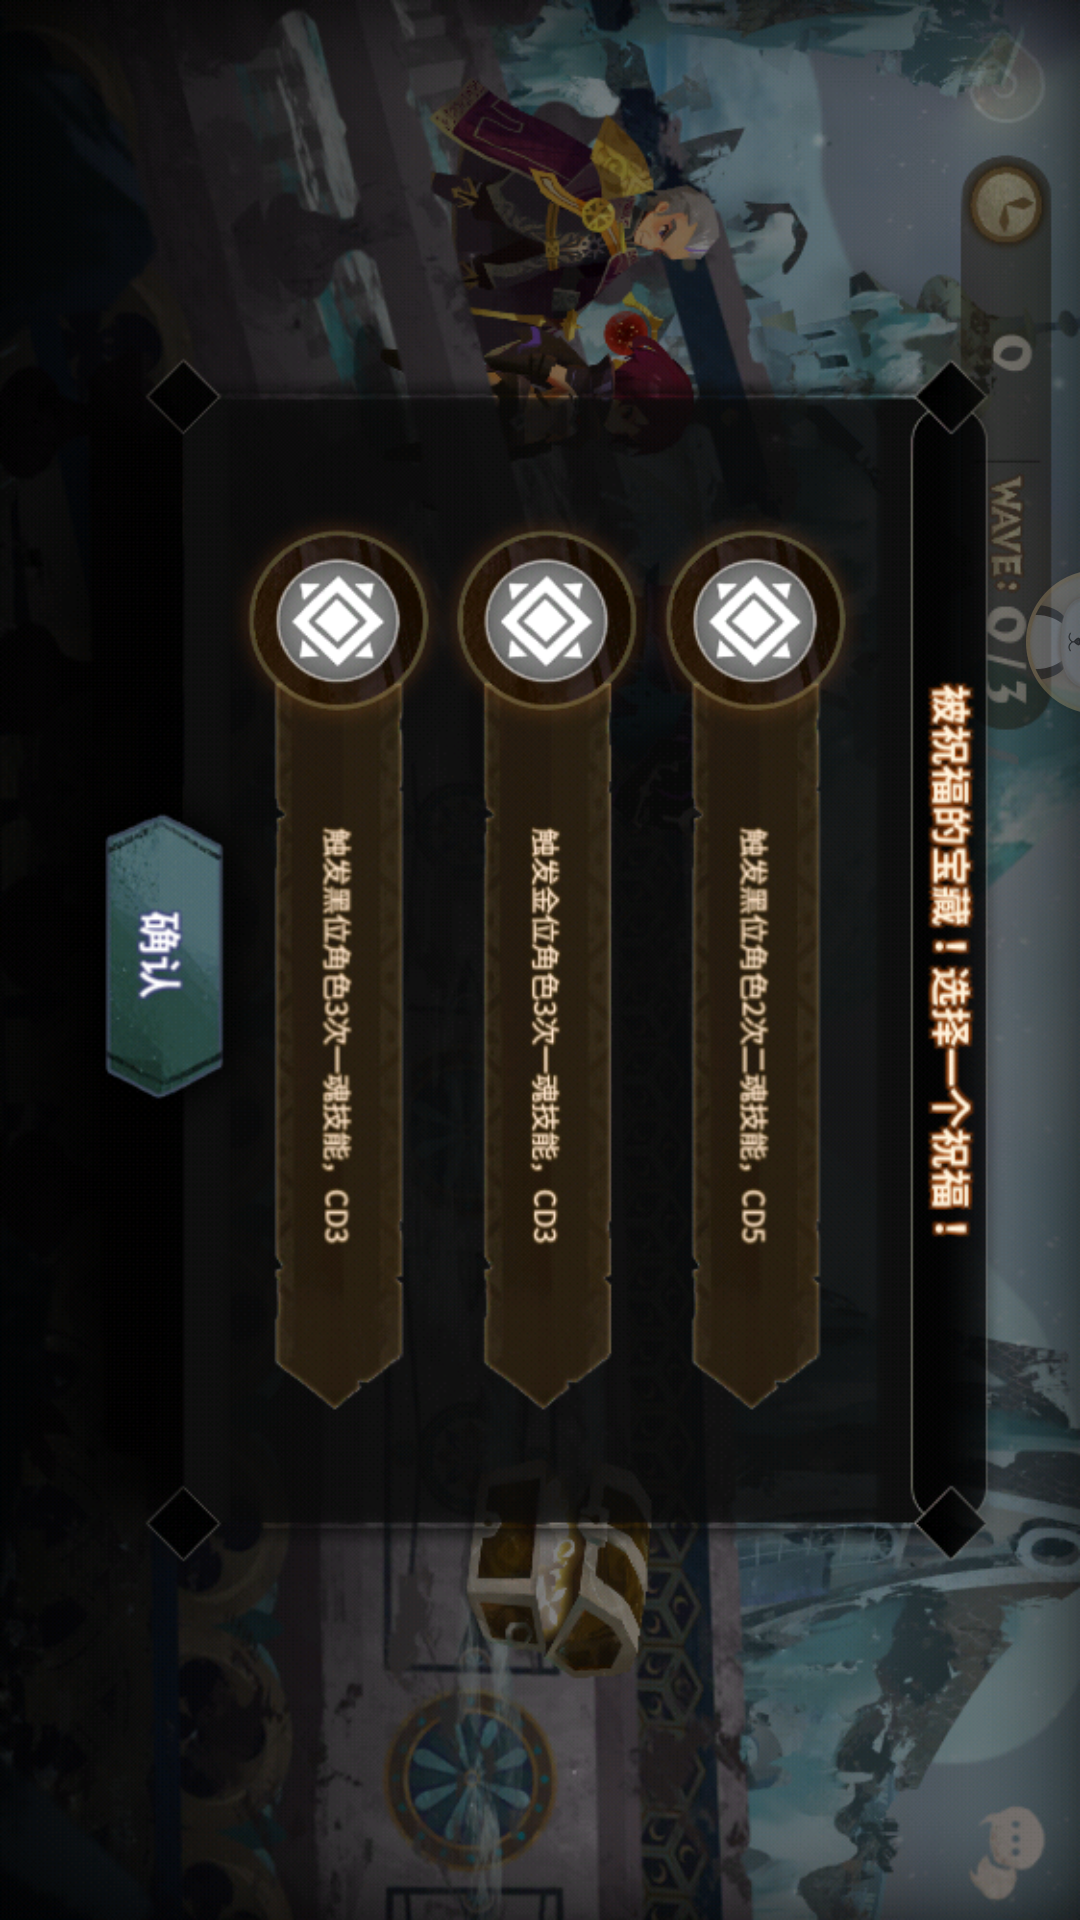 0
WAVE: 0/3
被祝福的宝藏！选择一个祝福！
触发黑位角色2次二魂技能，CD5
触发金位角色3次一魂技能，CD3
触发黑位角色3次一魂技能，CD3
确认